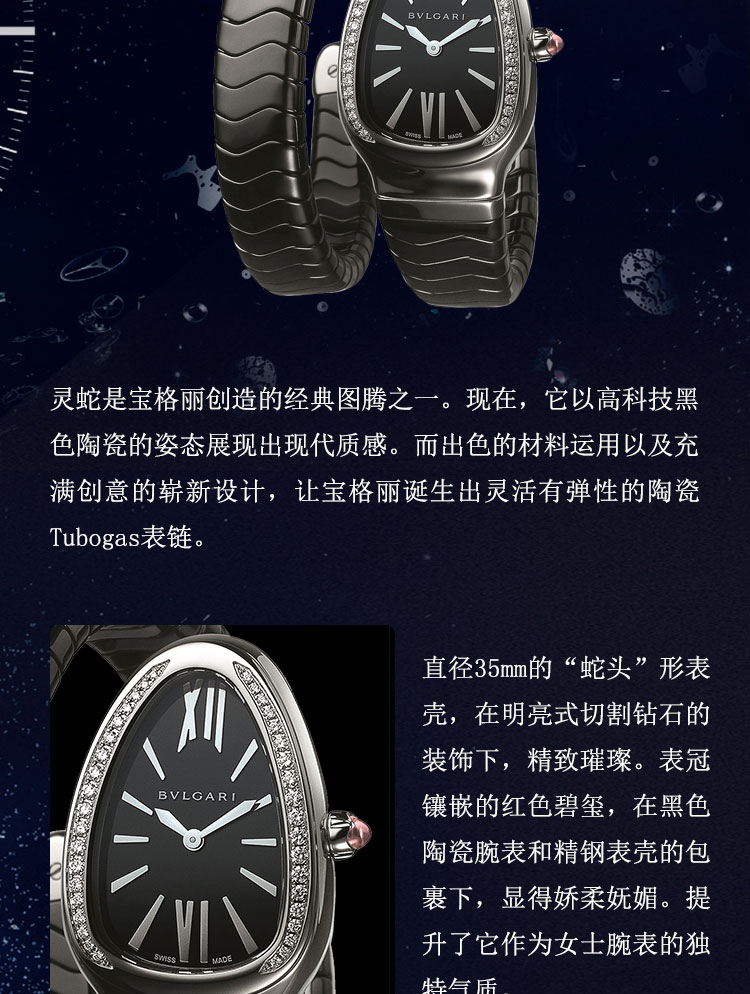 BVLGARI
SWISS MADE
灵蛇是宝格丽创造的经典图腾之一。现在，它以高科技黑
色陶瓷的姿态展现出现代质感。而出色的材料运用以及充
满创意的崭新设计，让宝格丽诞生出灵活有弹性的陶瓷
Tubogas表链。
XII
BVLGARI
VI
SWISS MADE
直径35mm的“蛇头”形表
壳，在明亮式切割钻石的
装饰下，精致璀璨。表冠
镶嵌的红色碧玺，在黑色
陶瓷腕表和精钢表壳的包
裹下，显得娇柔妩媚。提
升了它作为女士腕表的独
特气质。